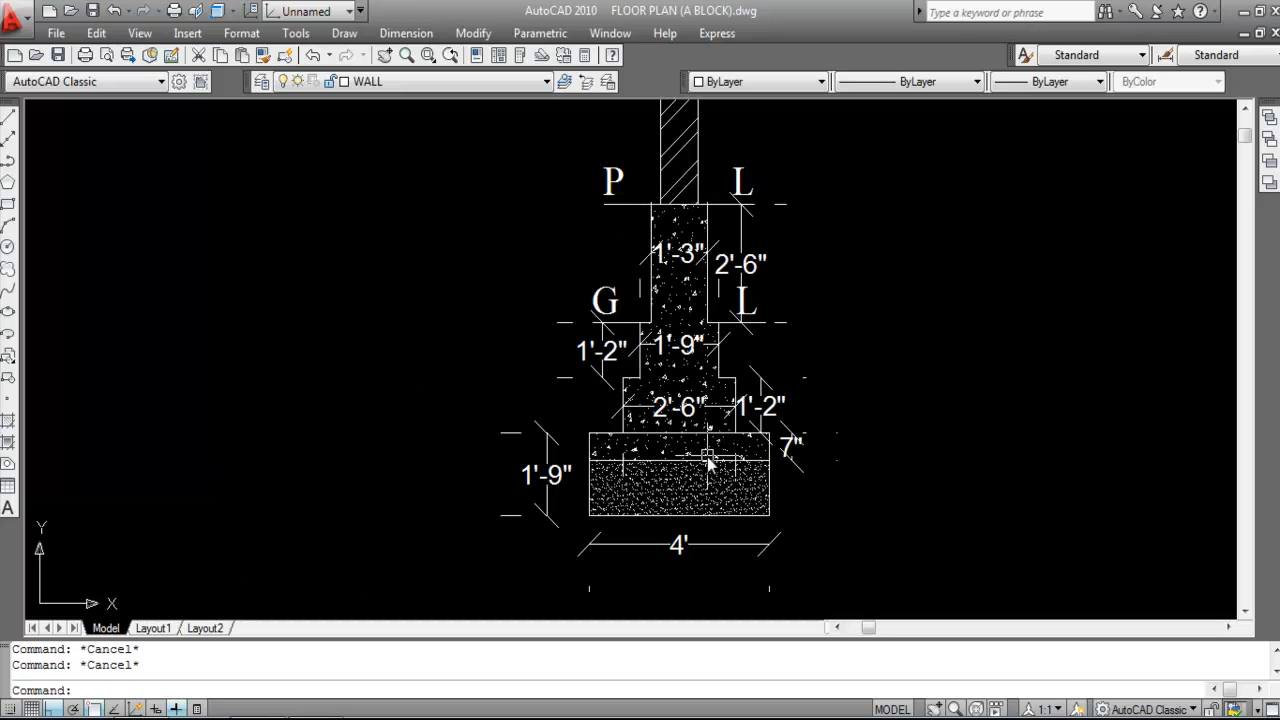 Unnamed
AutoCAD 2010 FLOOR PLAN (A BLOCK).dwg
Type a keyword or phrase
File Edit View Insert Format Tools Draw Dimension Modify Parametric Window Help Express
Standard Standard
AutoCAD Classic WALL ByLayer ByLayer ByLayer ByColor
P L
1'-3" 2'-6"
G L
1'-2" 1'-9"
2'-6" 1'-2"
7"
1'-9"
4'
Y
X
Model Layout1 Layout2
Command: *Cancel*
Command: *Cancel*
Command:
MODEL 1:1 AutoCAD Classic